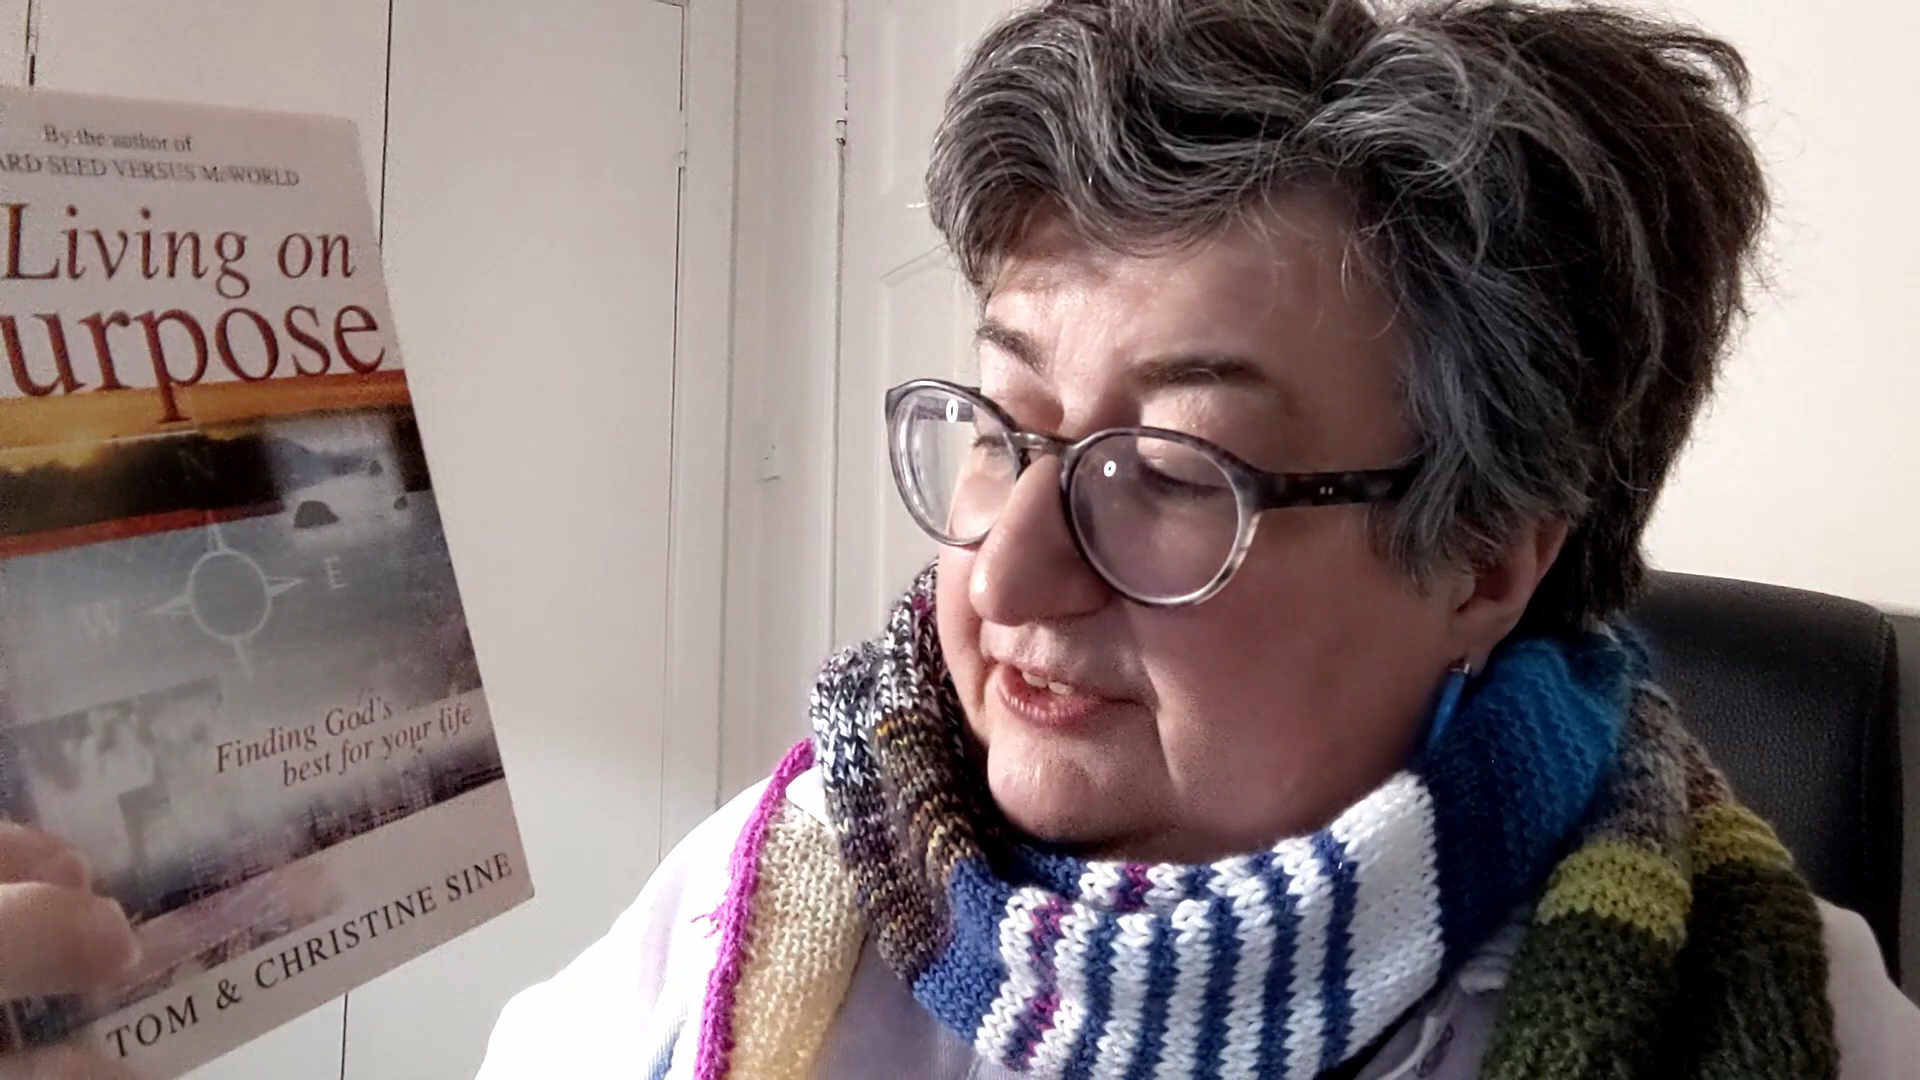 By the author of
ARD SEED VERSUS McWORLD
Living on
urpose
N
W E
Finding God's
best for your life
TOM & CHRISTINE SINE